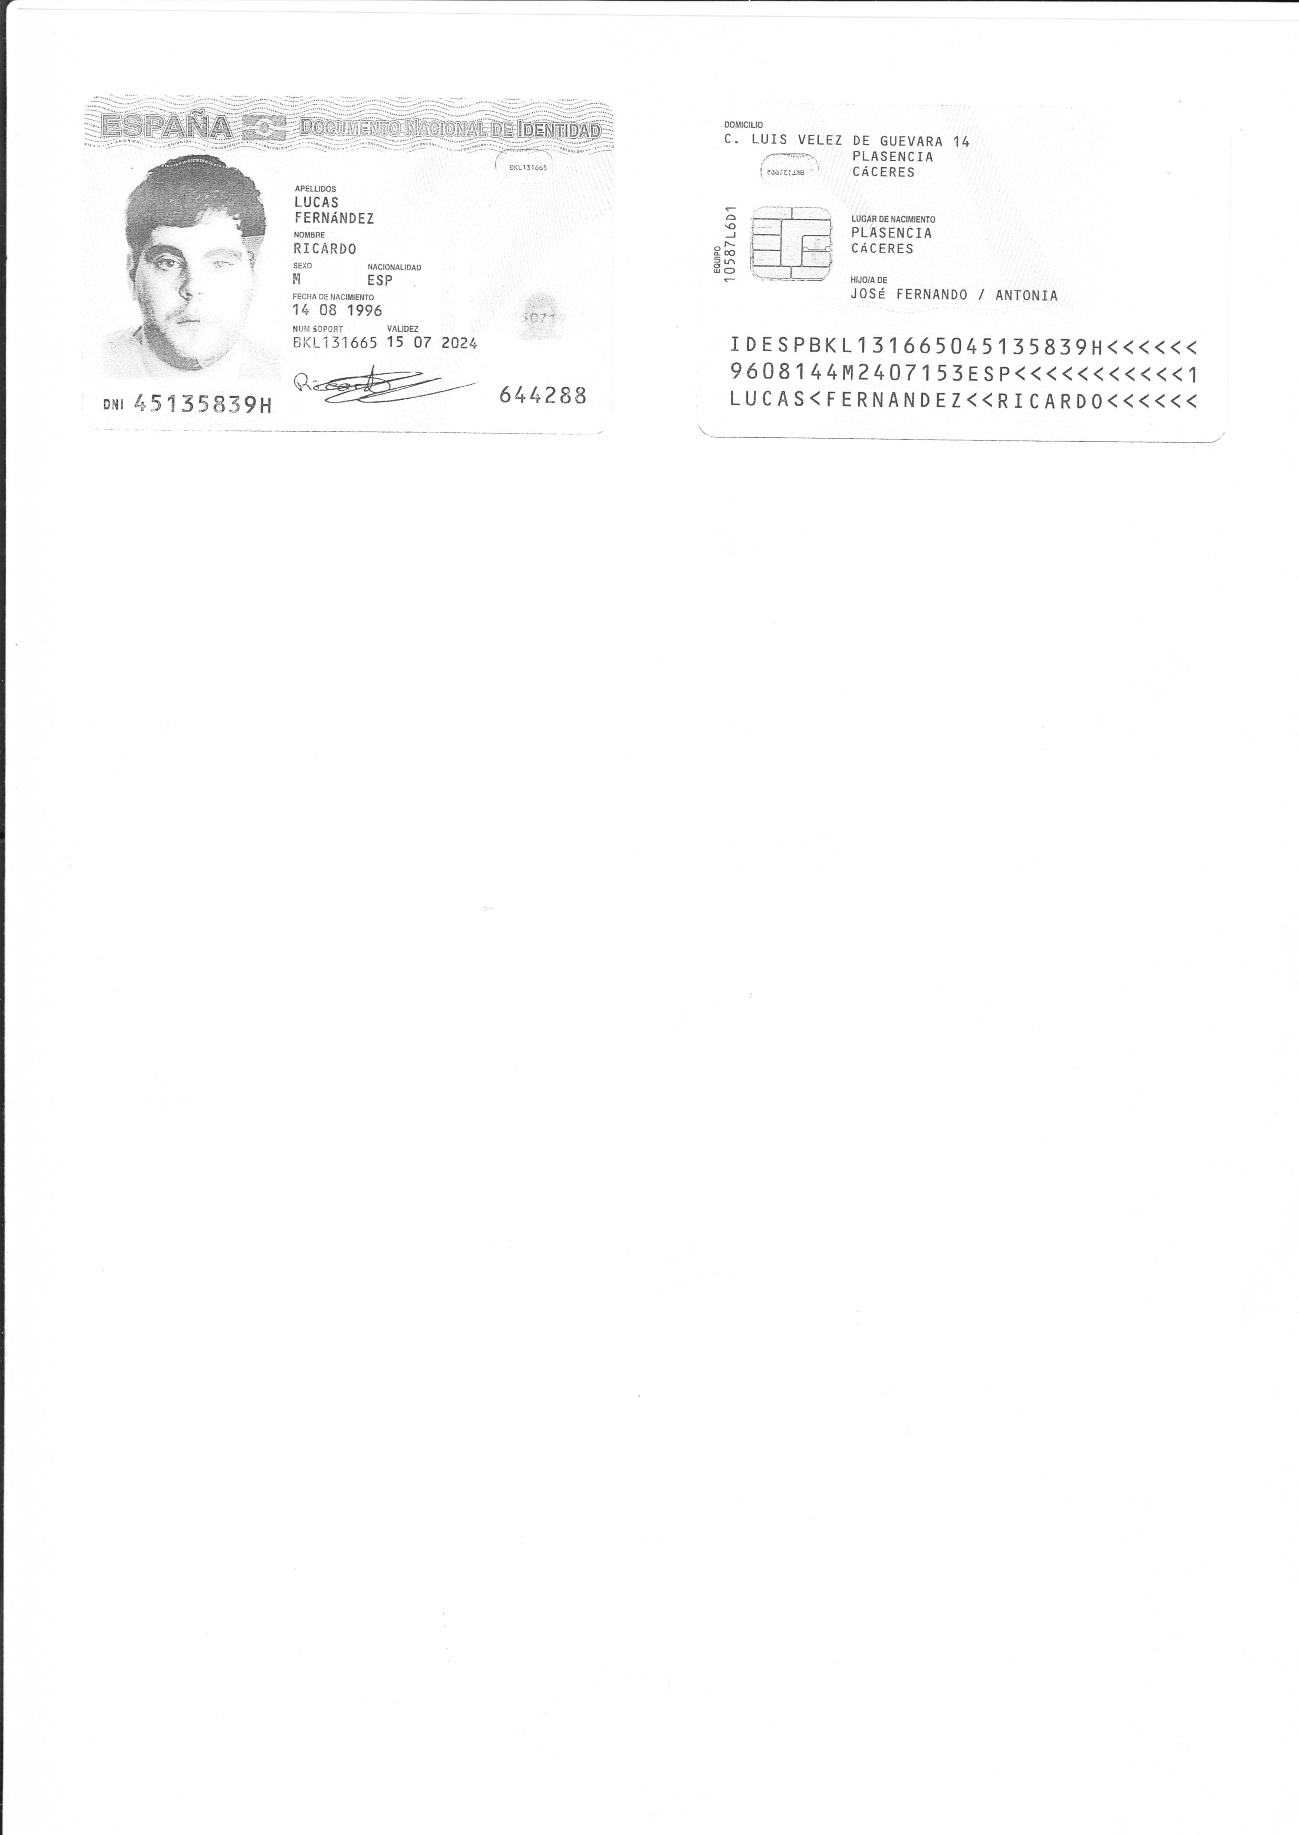 ESPAÑA DOCUMENTO NACIONAL DE IDENTIDAD
BKL131665
APELLIDOS
LUCAS
FERNÁNDEZ
NOMBRE
RICARDO
SEXO NACIONALIDAD
M ESP
FECHA DE NACIMIENTO
14 08 1996
NUM SOPORT VALIDEZ
BKL131665 15 07 2024
Ricardo
DNI 45135839H
644288
DOMICILIO
C. LUIS VELEZ DE GUEVARA 14
PLASENCIA
CÁCERES
EQUIPO
10587L6D1
LUGAR DE NACIMIENTO
PLASENCIA
CÁCERES
HIJO/A DE
JOSé FERNANDO / ANTONIA
IDESPBKL131665045135839H<<<<<<
9608144M2407153ESP<<<<<<<<<<<1
LUCAS<FERNANDEZ<<RICARDO<<<<<<